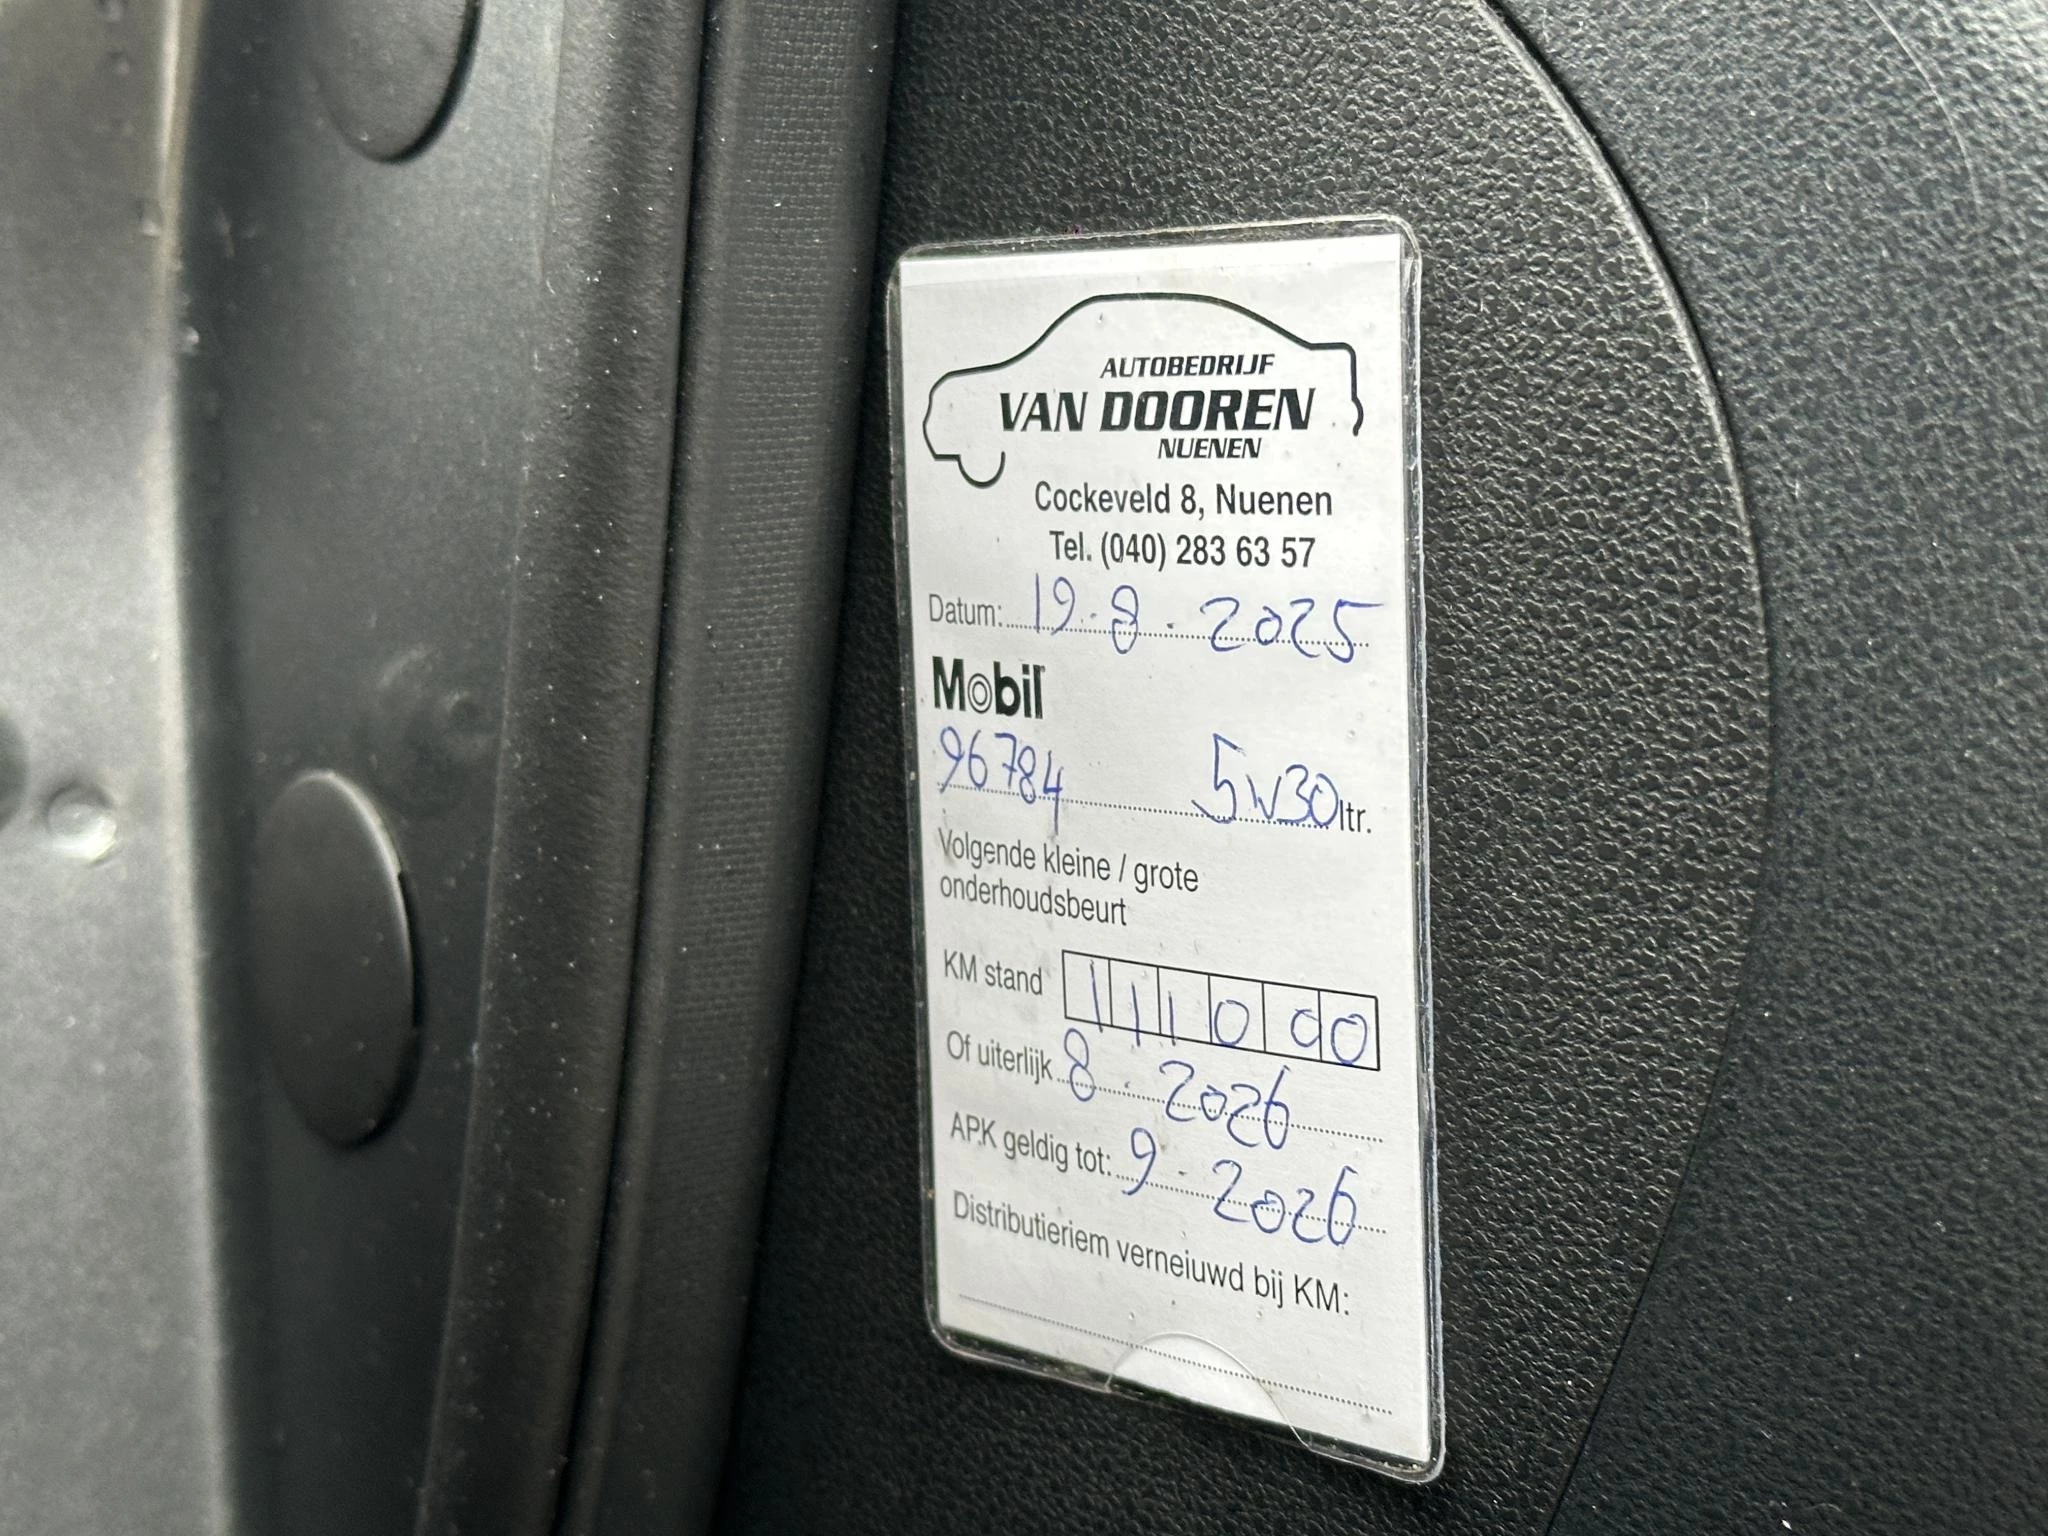 AUTOBEDRIJF
VAN DOOREN
NUENEN
Cockeveld 8, Nuenen
Tel. (040) 283 63 57
Datum: 19-8-2025
Mobil
96784 5w30 ltr.
Volgende kleine / grote
onderhoudsbeurt
KM stand 111000
Of uiterlijk 8-2026
APK geldig tot: 9-2026
Distributieriem verneiuwd bij KM: